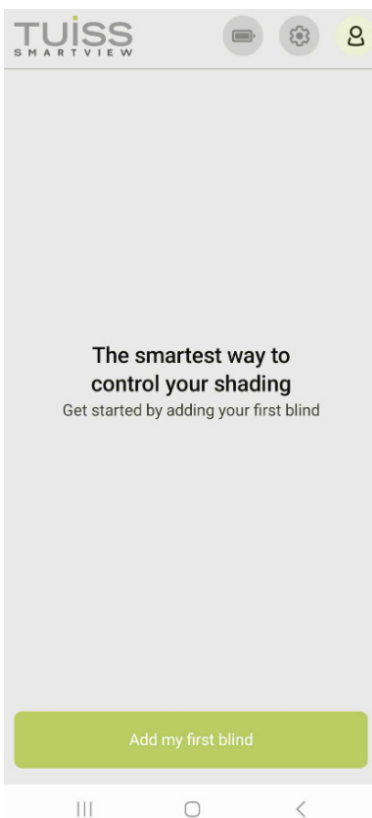 TUiSS
SMARTVIEW
The smartest way to
control your shading
Get started by adding your first blind
Add my first blind